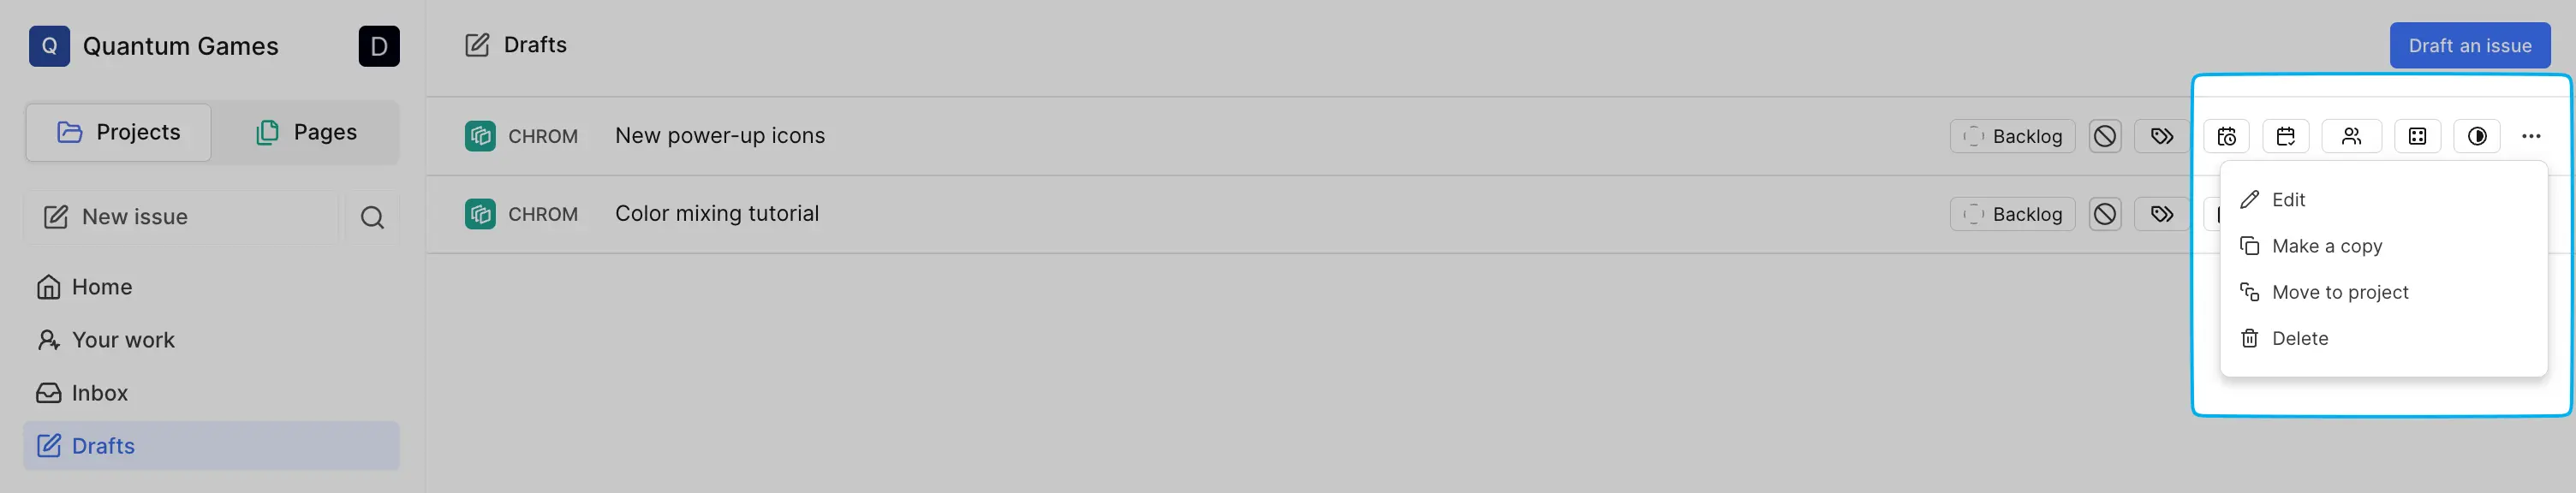 Q Quantum Games D
Drafts
Draft an issue
Projects Pages
CHROM New power-up icons Backlog
New issue
CHROM Color mixing tutorial Backlog
Edit
Make a copy
Move to project
Delete
Home
Your work
Inbox
Drafts